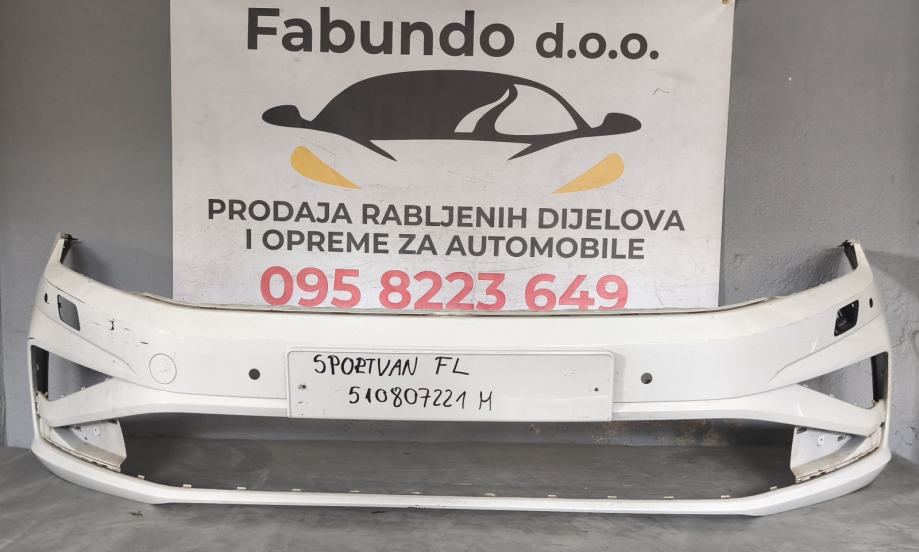 Fabundo d.o.o.
PRODAJA RABLJENIH DIJELOVA
I OPREME ZA AUTOMOBILE
095 8223 649
SPORTVAN FL
510807221 M